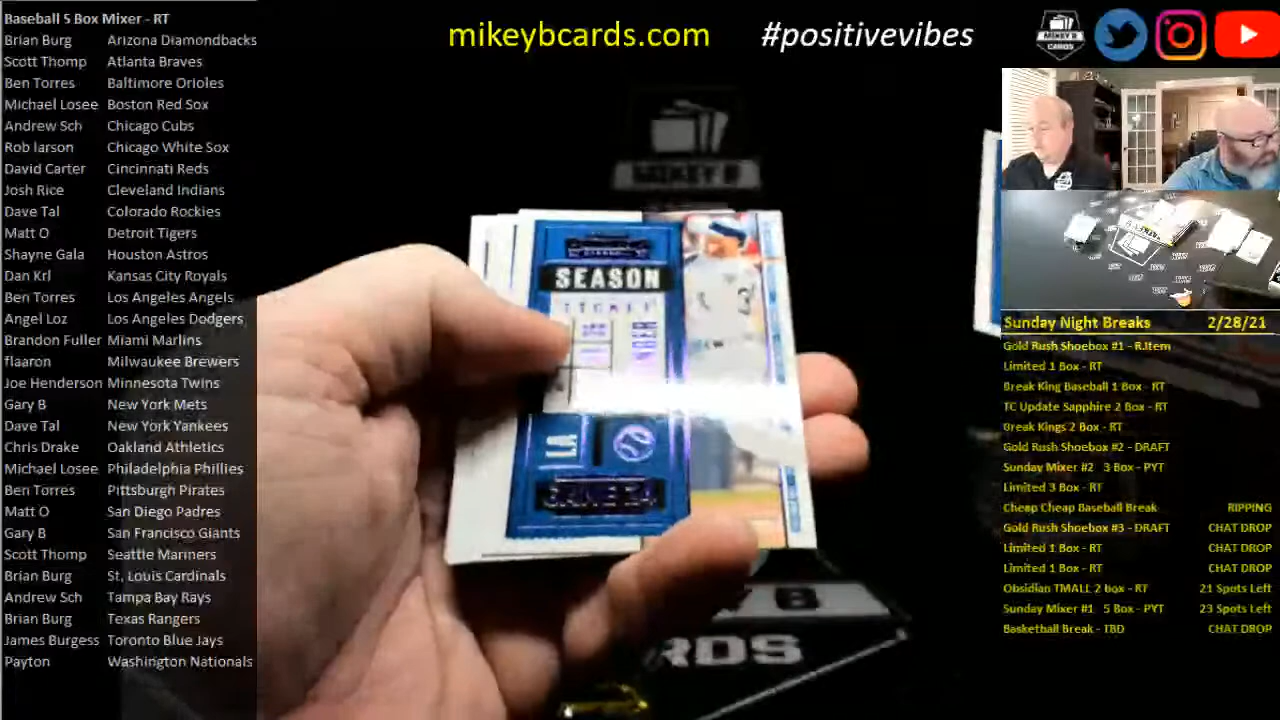 Baseball 5 Box Mixer - RT
Brian Burg Arizona Diamondbacks
Scott Thomp Atlanta Braves
Ben Torres Baltimore Orioles
Michael Losee Boston Red Sox
Andrew Sch Chicago Cubs
Rob larson Chicago White Sox
David Carter Cincinnati Reds
Josh Rice Cleveland Indians
Dave Tal Colorado Rockies
Matt O Detroit Tigers
Shayne Gala Houston Astros
Dan Krl Kansas City Royals
Ben Torres Los Angeles Angels
Angel Loz Los Angeles Dodgers
Brandon Fuller Miami Marlins
flaaron Milwaukee Brewers
Joe Henderson Minnesota Twins
Gary B New York Mets
Dave Tal New York Yankees
Chris Drake Oakland Athletics
Michael Losee Philadelphia Phillies
Ben Torres Pittsburgh Pirates
Matt O San Diego Padres
Gary B San Francisco Giants
Scott Thomp Seattle Mariners
Brian Burg St. Louis Cardinals
Andrew Sch Tampa Bay Rays
Brian Burg Texas Rangers
James Burgess Toronto Blue Jays
Payton Washington Nationals
mikeybcards.com #positivevibes
MIKEY B
CARDS
MIKEY B
SEASON
TICKET
RDS
Sunday Night Breaks 2/28/21
Gold Rush Shoebox #1 - R.Item
Limited 1 Box - RT
Break King Baseball 1 Box - RT
TC Update Sapphire 2 Box - RT
Break Kings 2 Box - RT
Gold Rush Shoebox #2 - DRAFT
Sunday Mixer #2 3 Box - PYT
Limited 3 Box - RT
Cheap Cheap Baseball Break RIPPING
Gold Rush Shoebox #3 - DRAFT CHAT DROP
Limited 1 Box - RT CHAT DROP
Limited 1 Box - RT CHAT DROP
Obsidian TMALL 2 box - RT 21 Spots Left
Sunday Mixer #1 5 Box - PYT 23 Spots Left
Basketball Break - TBD CHAT DROP